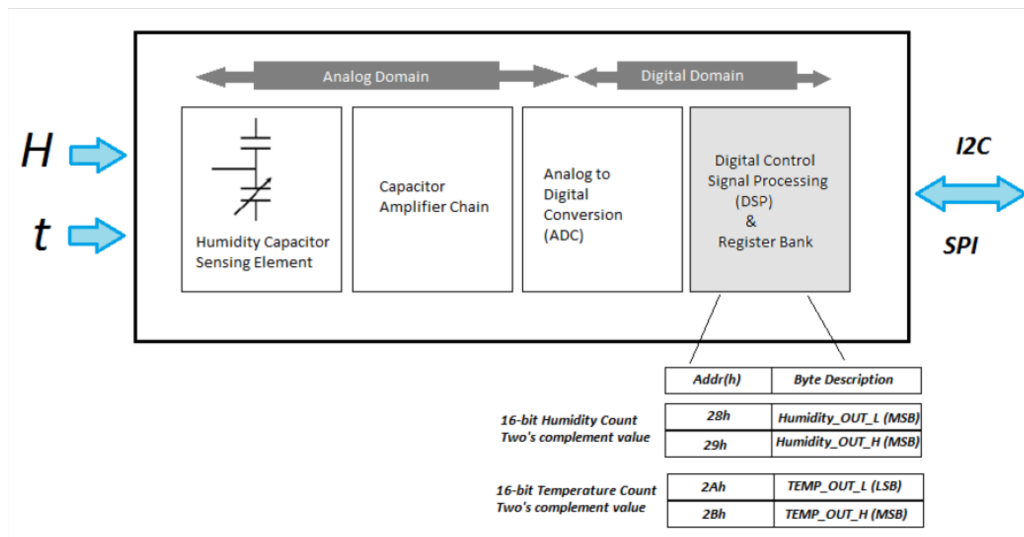 Analog Domain
Digital Domain
H
t
Humidity Capacitor
Sensing Element
Capacitor
Amplifier Chain
Analog to
Digital
Conversion
(ADC)
Digital Control
Signal Processing
(DSP)
&
Register Bank
I2C
SPI
Addr(h) Byte Description
16-bit Humidity Count
Two's complement value
28h Humidity_OUT_L (MSB)
29h Humidity_OUT_H (MSB)
16-bit Temperature Count
Two's complement value
2Ah TEMP_OUT_L (LSB)
2Bh TEMP_OUT_H (MSB)